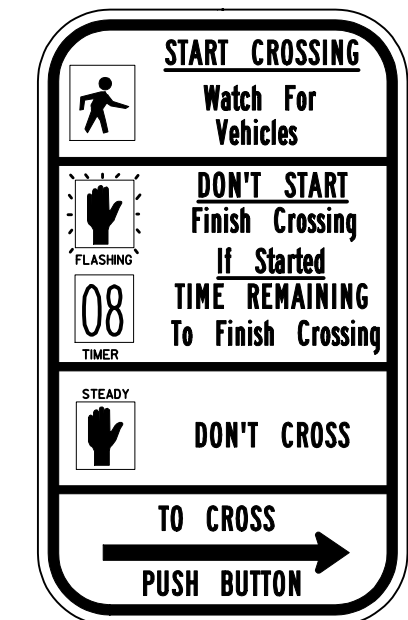 START CROSSING
Watch For
Vehicles
DON'T START
Finish Crossing
FLASHING
If Started
08
TIME REMAINING
To Finish Crossing
TIMER
STEADY
DON'T CROSS
TO CROSS
PUSH BUTTON